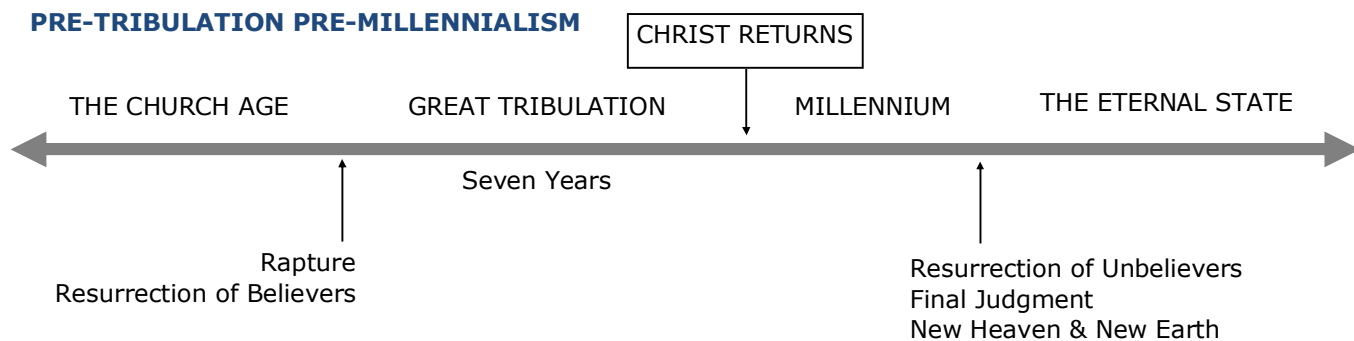 PRE-TRIBULATION PRE-MILLENNIALISM
CHRIST RETURNS
THE CHURCH AGE
GREAT TRIBULATION
MILLENNIUM
THE ETERNAL STATE
Seven Years
Rapture
Resurrection of Believers
Resurrection of Unbelievers
Final Judgment
New Heaven & New Earth